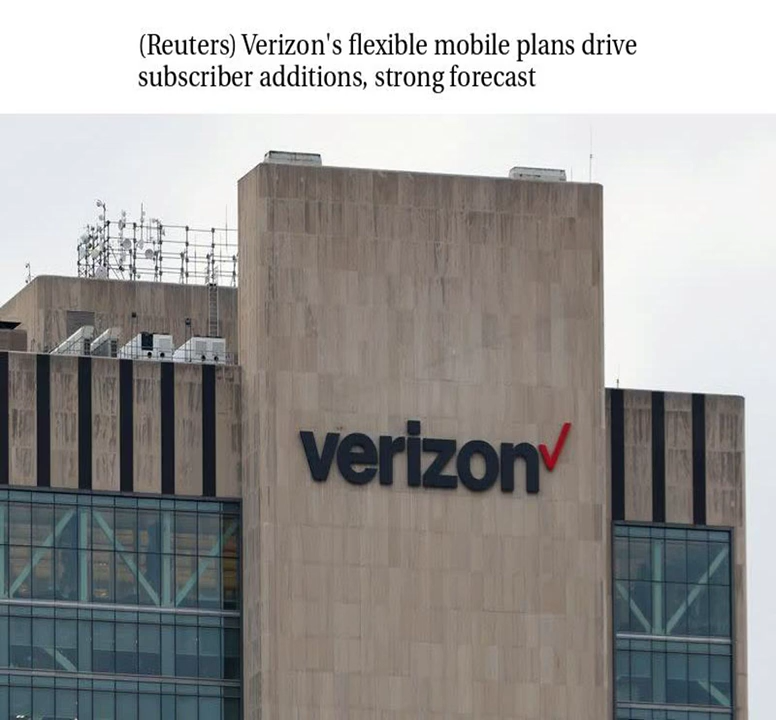 (Reuters) Verizon's flexible mobile plans drive
subscriber additions, strong forecast
verizon